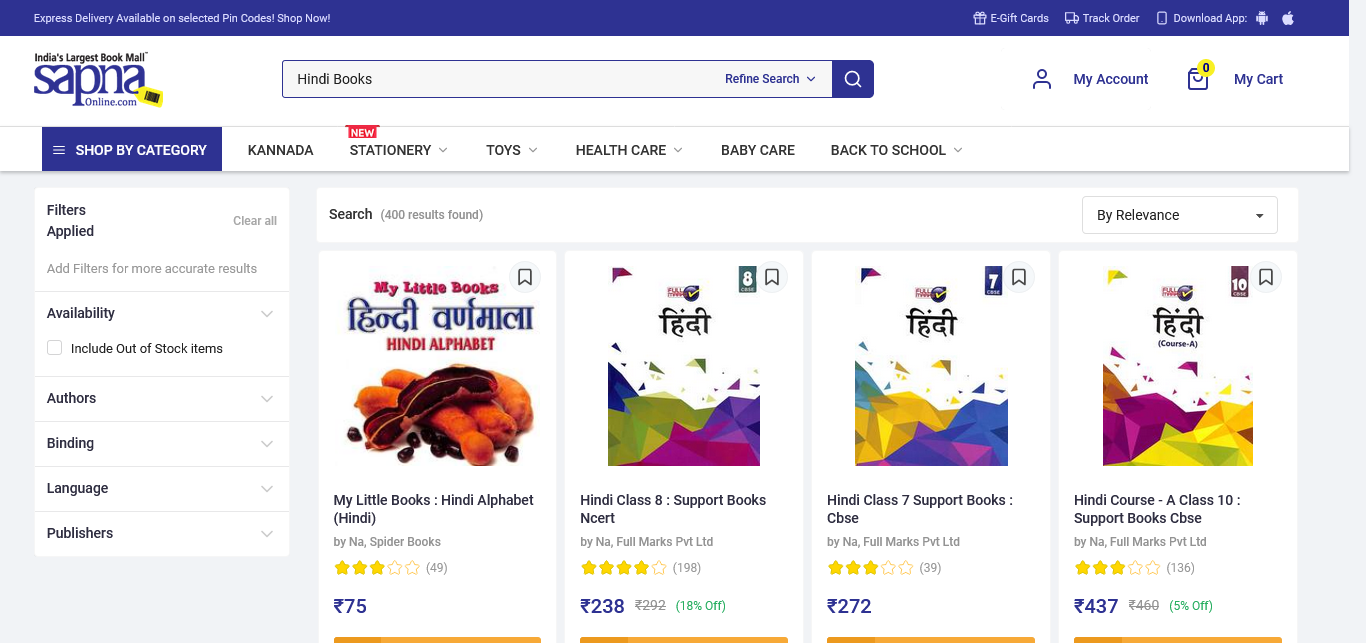 Express Delivery Available on selected Pin Codes! Shop Now!
E-Gift Cards Track Order Download App:
India's Largest Book Mall
sapna
Online.com
Hindi Books Refine Search
My Account 0 My Cart
SHOP BY CATEGORY KANNADA NEW STATIONERY TOYS HEALTH CARE BABY CARE BACK TO SCHOOL
Filters
Applied
Clear all
Add Filters for more accurate results
Availability
Include Out of Stock items
Authors
Binding
Language
Publishers
Search (400 results found)
By Relevance
My Little Books
हिन्दी वर्णमाला
HINDI ALPHABET
My Little Books : Hindi Alphabet
(Hindi)
by Na, Spider Books
(49)
₹75
8
CBSE
FULL MARKS
हिंदी
Hindi Class 8 : Support Books
Ncert
by Na, Full Marks Pvt Ltd
(198)
₹238 ₹292 (18% Off)
7
CBSE
FULL MARKS
हिंदी
Hindi Class 7 Support Books :
Cbse
by Na, Full Marks Pvt Ltd
(39)
₹272
10
CBSE
FULL MARKS
हिंदी
(Course-A)
Hindi Course - A Class 10 :
Support Books Cbse
by Na, Full Marks Pvt Ltd
(136)
₹437 ₹460 (5% Off)